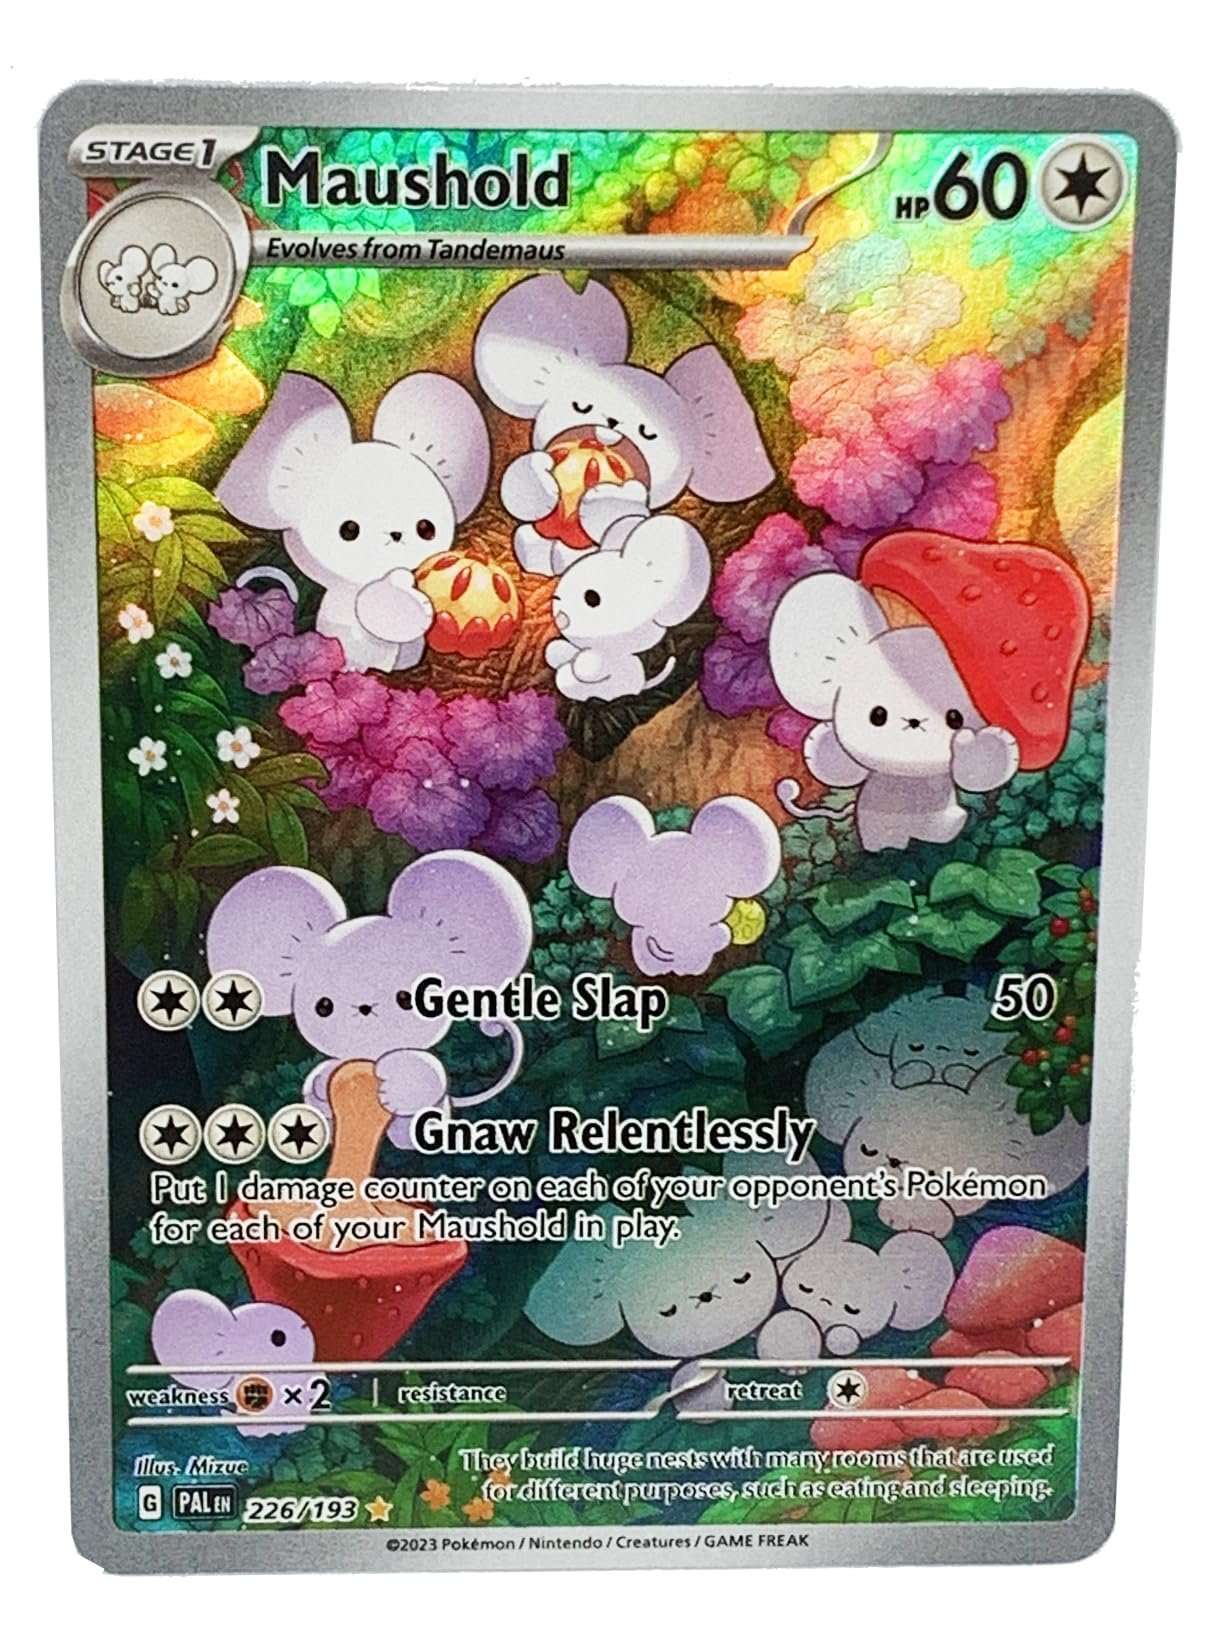 STAGE 1
Maushold
HP 60
Evolves from Tandemaus
Gentle Slap 50
Gnaw Relentlessly
Put 1 damage counter on each of your opponent's Pokémon
for each of your Maushold in play.
weakness ×2 resistance retreat
Illus. Mizue
They build huge nests with many rooms that are used
for different purposes, such as eating and sleeping.
G PAL EN 226/193
©2023 Pokémon / Nintendo / Creatures / GAME FREAK